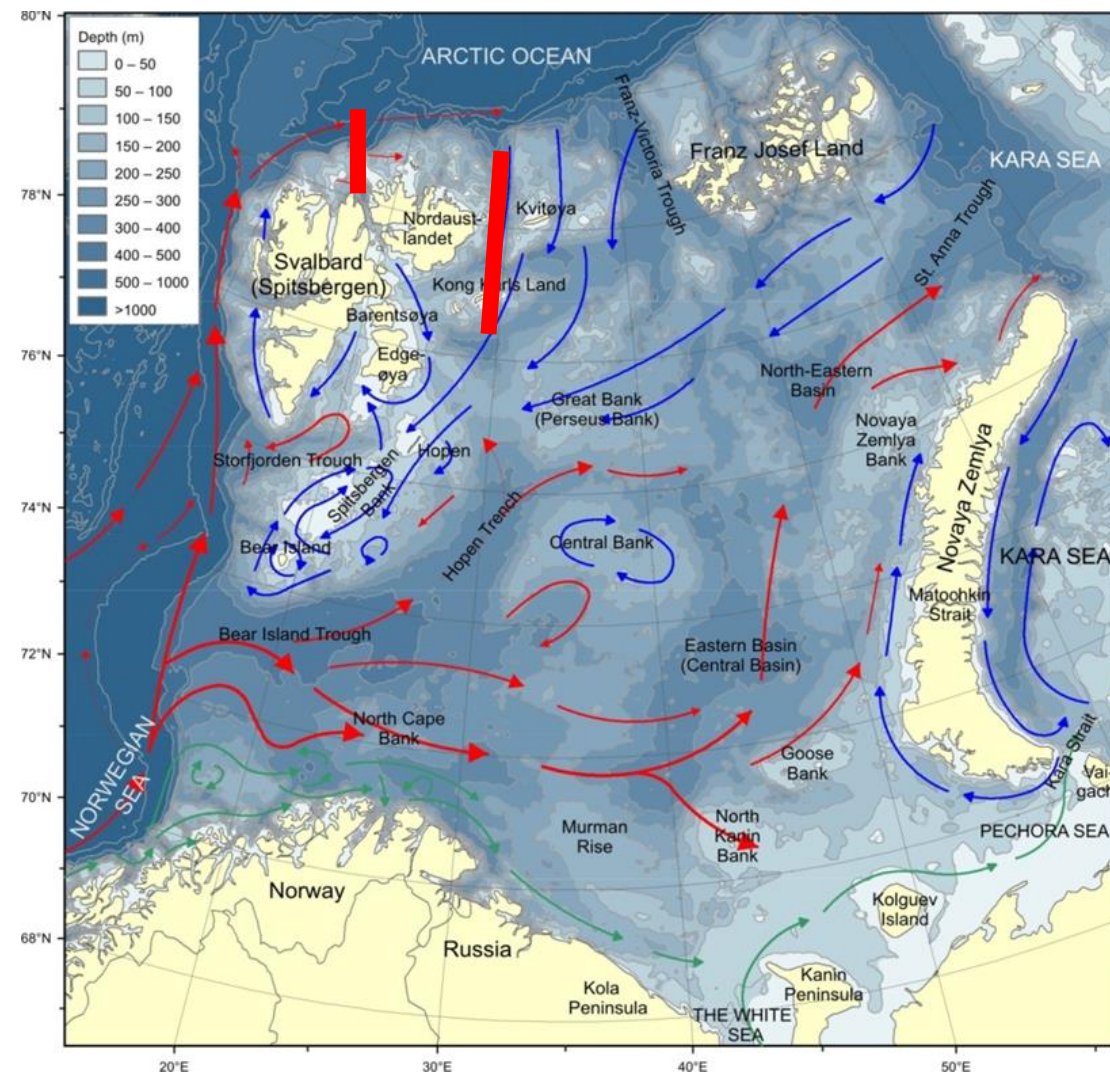 80°N
Depth (m)
0 – 50
50 – 100
100 – 150
150 – 200
200 – 250
250 – 300
300 – 400
400 – 500
500 – 1000
>1000
ARCTIC OCEAN
Franz-Victoria Trough
Franz Josef Land
KARA SEA
78°N
Nordaust-
landet
Kvitøya
St. Anna Trough
Svalbard
(Spitsbergen)
Kong Karls Land
Barentsøya
76°N
Edge-
øya
North-Eastern
Basin
Great Bank
(Perseus Bank)
Novaya
Zemlya
Bank
Storfjorden Trough
Hopen
Spitsbergen
Bank
Novaya Zemlya
74°N
Hopen Trench
Bear Island
Central Bank
KARA SEA
Matochkin
Strait
Bear Island Trough
72°N
Eastern Basin
(Central Basin)
North Cape
Bank
NORWEGIAN
SEA
Goose
Bank
Kara Strait
Vai-
gach
70°N
Murman
Rise
North
Kanin
Bank
PECHORA SEA
Norway
Kolguev
Island
68°N
Russia
Kola
Peninsula
Kanin
Peninsula
THE WHITE
SEA
20°E
30°E
40°E
50°E